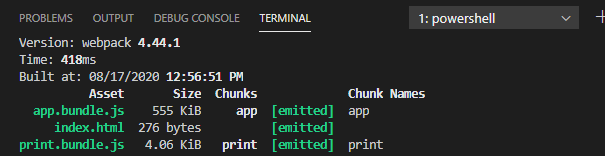 PROBLEMS OUTPUT DEBUG CONSOLE TERMINAL 1: powershell
Version: webpack 4.44.1
Time: 418ms
Built at: 08/17/2020 12:56:51 PM
Asset Size Chunks Chunk Names
app.bundle.js 555 KiB app [emitted] app
index.html 276 bytes [emitted]
print.bundle.js 4.06 KiB print [emitted] print